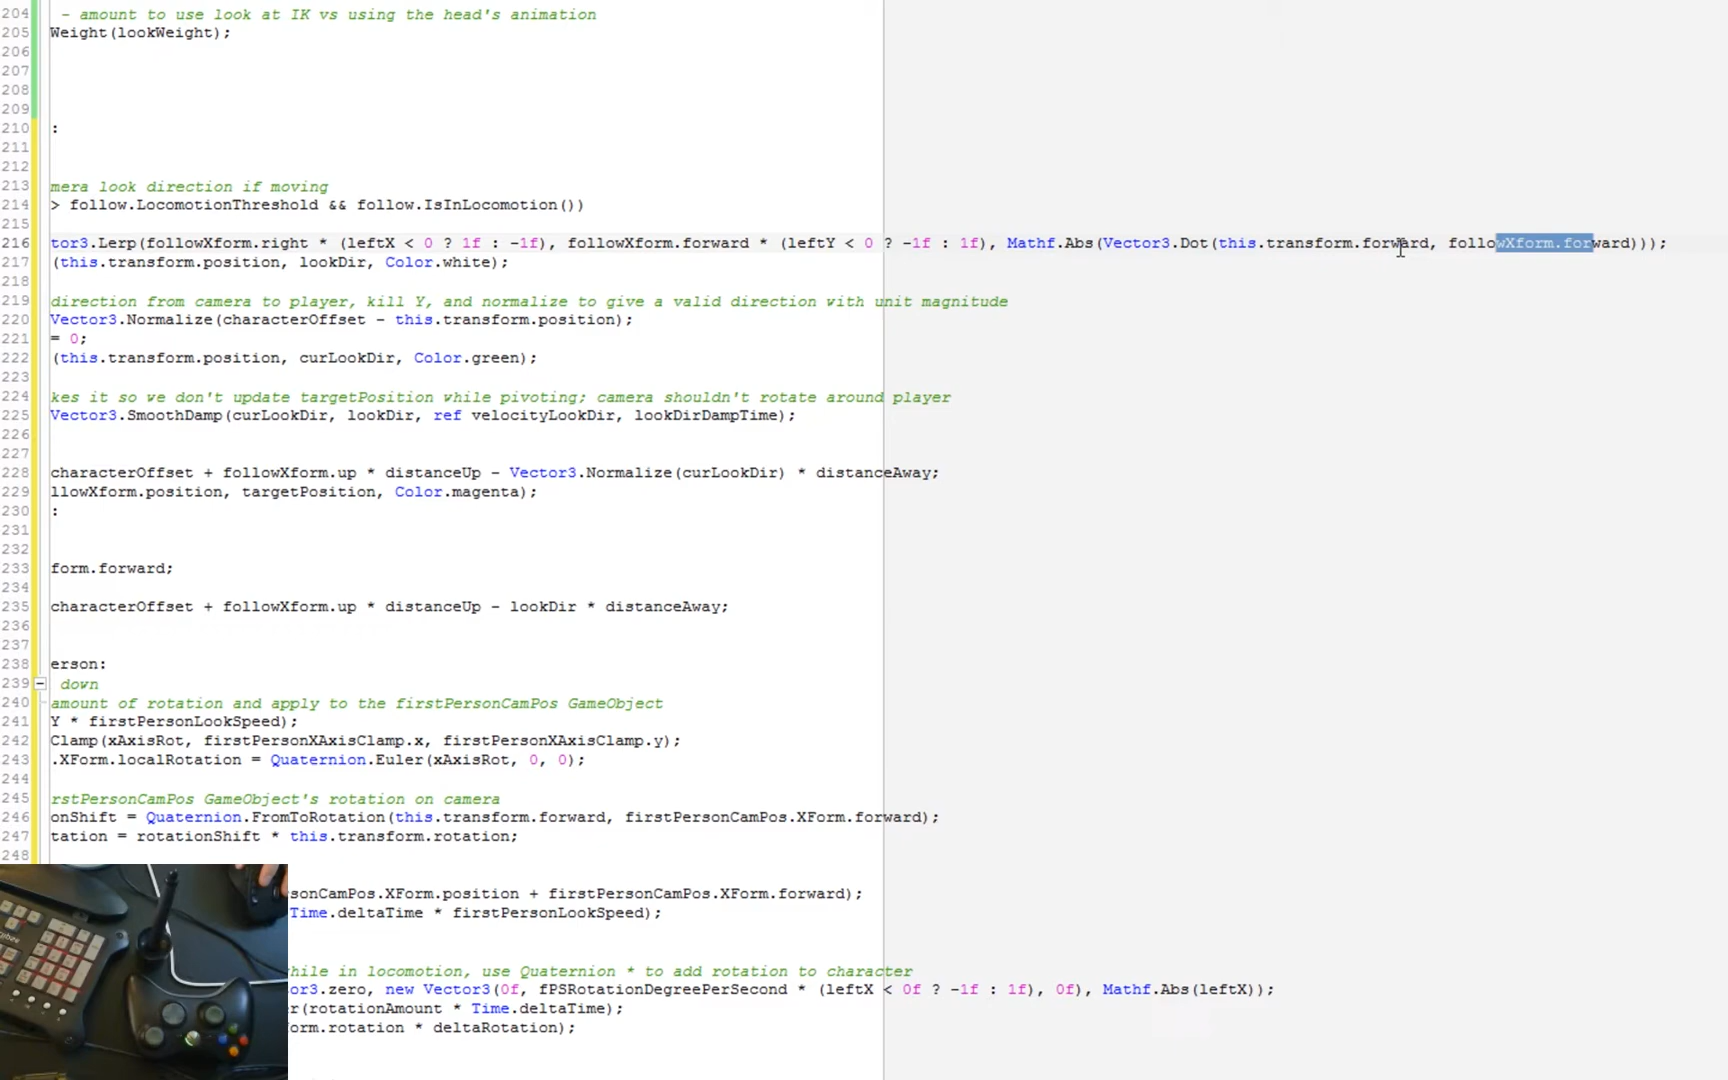 204 - amount to use look at IK vs using the head's animation
205 Weight(lookWeight);
206
207
208
209
210 :
211
212
213 mera look direction if moving
214 > follow.LocomotionThreshold && follow.IsInLocomotion())
215
216 tor3.Lerp(followXform.right * (leftX < 0 ? 1f : -1f), followXform.forward * (leftY < 0 ? -1f : 1f), Mathf.Abs(Vector3.Dot(this.transform.forward, followXform.forward)));
217 (this.transform.position, lookDir, Color.white);
218
219 direction from camera to player, kill Y, and normalize to give a valid direction with unit magnitude
220 Vector3.Normalize(characterOffset - this.transform.position);
221 = 0;
222 (this.transform.position, curLookDir, Color.green);
223
224 kes it so we don't update targetPosition while pivoting; camera shouldn't rotate around player
225 Vector3.SmoothDamp(curLookDir, lookDir, ref velocityLookDir, lookDirDampTime);
226
227
228 characterOffset + followXform.up * distanceUp - Vector3.Normalize(curLookDir) * distanceAway;
229 llowXform.position, targetPosition, Color.magenta);
230 :
231
232
233 form.forward;
234
235 characterOffset + followXform.up * distanceUp - lookDir * distanceAway;
236
237
238 erson:
239 down
240 amount of rotation and apply to the firstPersonCamPos GameObject
241 Y * firstPersonLookSpeed);
242 Clamp(xAxisRot, firstPersonXAxisClamp.x, firstPersonXAxisClamp.y);
243 .XForm.localRotation = Quaternion.Euler(xAxisRot, 0, 0);
244
245 rstPersonCamPos GameObject's rotation on camera
246 onShift = Quaternion.FromToRotation(this.transform.forward, firstPersonCamPos.XForm.forward);
247 tation = rotationShift * this.transform.rotation;
248
sonCamPos.XForm.position + firstPersonCamPos.XForm.forward);
Time.deltaTime * firstPersonLookSpeed);
while in locomotion, use Quaternion * to add rotation to character
or3.zero, new Vector3(0f, fPSRotationDegreePerSecond * (leftX < 0f ? -1f : 1f), 0f), Mathf.Abs(leftX));
r(rotationAmount * Time.deltaTime);
orm.rotation * deltaRotation);